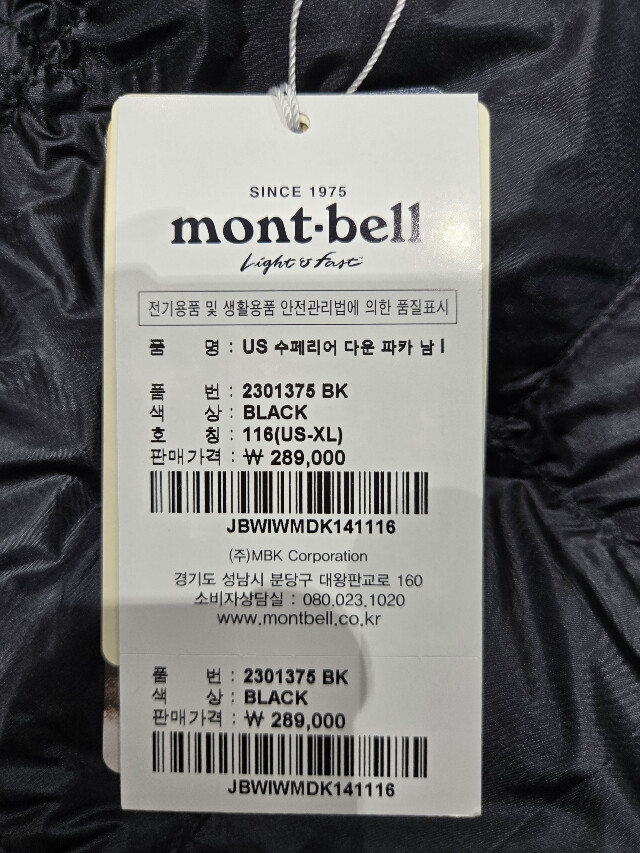 SINCE 1975
mont-bell
Light & Fast
전기용품 및 생활용품 안전관리법에 의한 품질표시
품 명 : US 수페리어 다운 파카 남 I
품 번 : 2301375 BK
색 상 : BLACK
호 칭 : 116(US-XL)
판매가격 : ₩ 289,000
JBWIWMDK141116
(주)MBK Corporation
경기도 성남시 분당구 대왕판교로 160
소비자상담실 : 080.023.1020
www.montbell.co.kr
품 번 : 2301375 BK
색 상 : BLACK
판매가격 : ₩ 289,000
JBWIWMDK141116